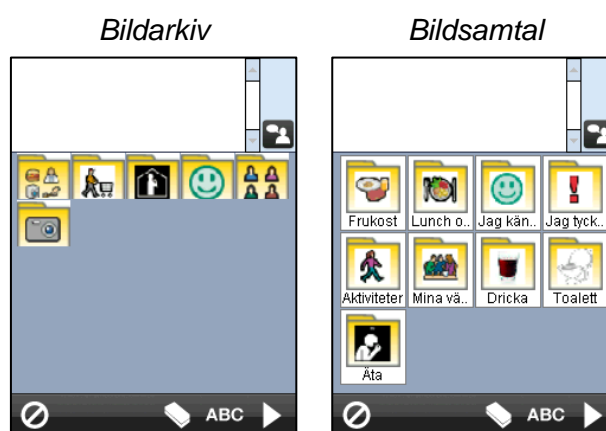 Bildarkiv
Bildsamtal
Frukost
Lunch o..
Jag kän..
Jag tyck..
Aktiviteter
Mina vä..
Dricka
Toalett
Äta
ABC
ABC